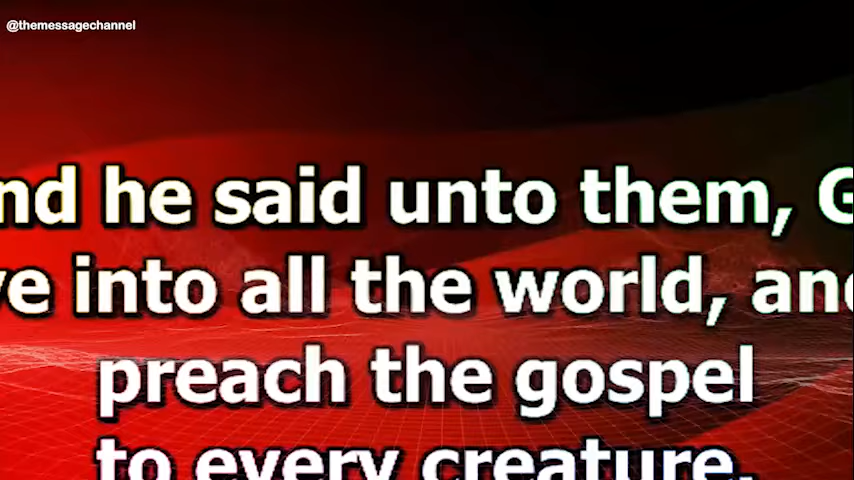 @themessagechannel
nd he said unto them, G
ve into all the world, and
preach the gospel
to every creature.